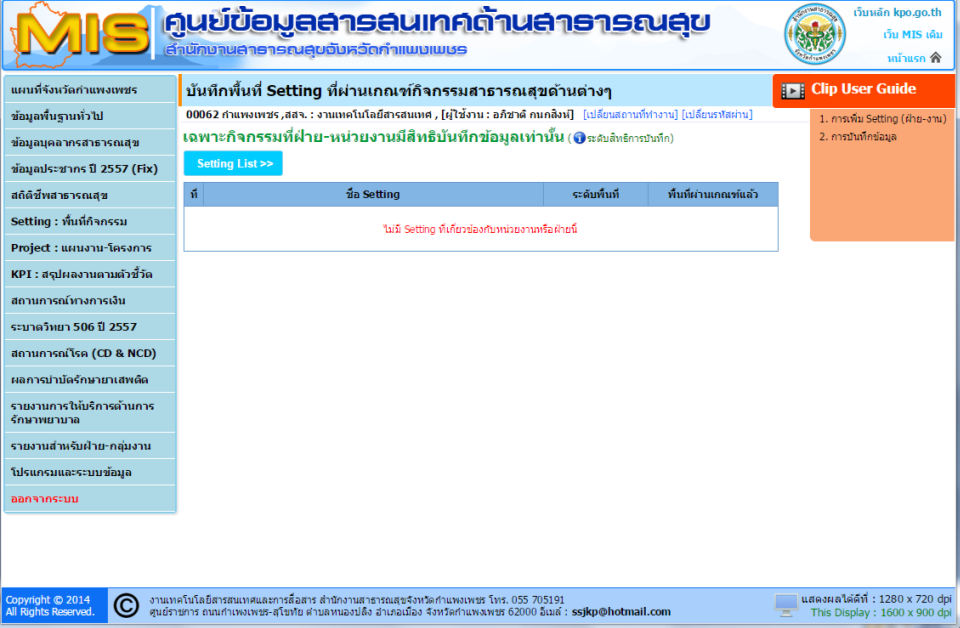 MIS
ศูนย์ข้อมูลสารสนเทศด้านสาธารณสุข
สำนักงานสาธารณสุขจังหวัดกำแพงเพชร
เว็บหลัก kpo.go.th
เว็บ MIS เดิม
หน้าแรก
แผนที่จังหวัดกำแพงเพชร
ข้อมูลพื้นฐานทั่วไป
ข้อมูลบุคลากรสาธารณสุข
ข้อมูลประชากร ปี 2557 (Fix)
สถิติชีพสาธารณสุข
Setting : พื้นที่กิจกรรม
Project : แผนงาน-โครงการ
KPI : สรุปผลงานตามตัวชี้วัด
สถานการณ์ทางการเงิน
ระบาดวิทยา 506 ปี 2557
สถานการณ์โรค (CD & NCD)
ผลการบำบัดรักษายาเสพติด
รายงานการให้บริการด้านการ
รักษาพยาบาล
รายงานสำหรับฝ่าย-กลุ่มงาน
โปรแกรมและระบบข้อมูล
ออกจากระบบ
บันทึกพื้นที่ Setting ที่ผ่านเกณฑ์กิจกรรมสาธารณสุขด้านต่างๆ
00062 กำแพงเพชร,สสจ. : งานเทคโนโลยีสารสนเทศ , [ผู้ใช้งาน : อภิชาติ กนกสิงห์] [เปลี่ยนสถานที่ทำงาน] [เปลี่ยนรหัสผ่าน]
เฉพาะกิจกรรมที่ฝ่าย-หน่วยงานมีสิทธิบันทึกข้อมูลเท่านั้น (ระดับสิทธิการบันทึก)
Setting List >>
ที่ ชื่อ Setting ระดับพื้นที่ พื้นที่ผ่านเกณฑ์แล้ว
ไม่มี Setting ที่เกี่ยวข้องกับหน่วยงานหรือฝ่ายนี้
Clip User Guide
1. การเพิ่ม Setting (ฝ่าย-งาน)
2. การบันทึกข้อมูล
Copyright © 2014
All Rights Reserved.
© งานเทคโนโลยีสารสนเทศและการสื่อสาร สำนักงานสาธารณสุขจังหวัดกำแพงเพชร โทร. 055 705191
ศูนย์ราชการ ถนนกำแพงเพชร-สุโขทัย ตำบลหนองปลิง อำเภอเมือง จังหวัดกำแพงเพชร 62000 อีเมล์ : ssjkp@hotmail.com
แสดงผลได้ดีที่ : 1280 x 720 dpi
This Display : 1600 x 900 dpi